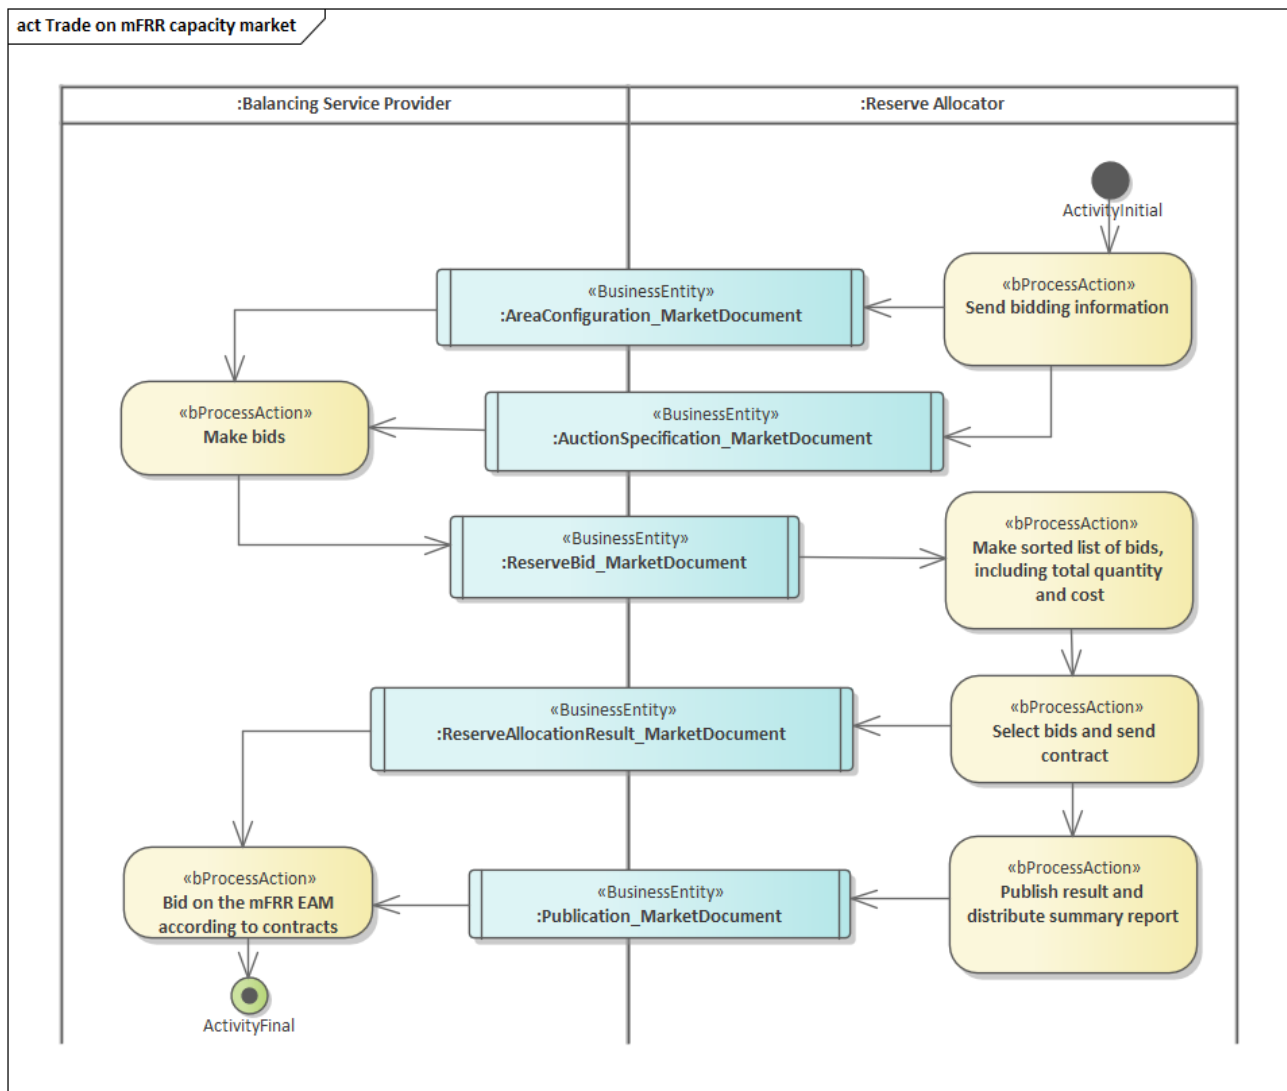 act Trade on mFRR capacity market
:Balancing Service Provider
:Reserve Allocator
ActivityInitial
«bProcessAction»
Send bidding information
«BusinessEntity»
:AreaConfiguration_MarketDocument
«bProcessAction»
Make bids
«BusinessEntity»
:AuctionSpecification_MarketDocument
«BusinessEntity»
:ReserveBid_MarketDocument
«bProcessAction»
Make sorted list of bids,
including total quantity
and cost
«bProcessAction»
Select bids and send
contract
«BusinessEntity»
:ReserveAllocationResult_MarketDocument
«bProcessAction»
Publish result and
distribute summary report
«BusinessEntity»
:Publication_MarketDocument
«bProcessAction»
Bid on the mFRR EAM
according to contracts
ActivityFinal